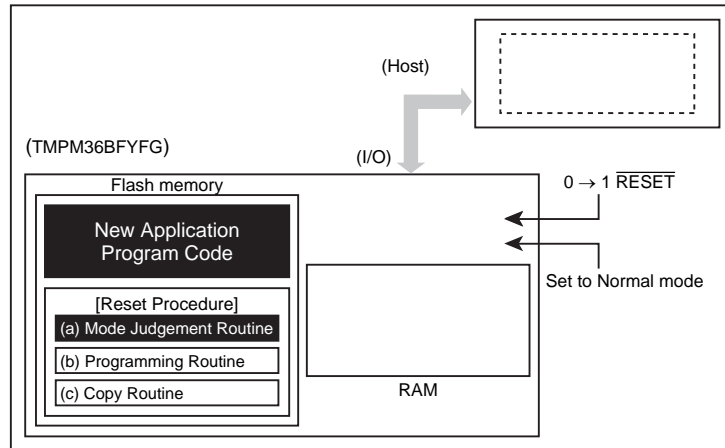 (Host)
(TMPM36BFYFG)
(I/O)
Flash memory
0 → 1 R̅E̅S̅E̅T̅
New Application
Program Code
Set to Normal mode
[Reset Procedure]
(a) Mode Judgement Routine
(b) Programming Routine
(c) Copy Routine
RAM